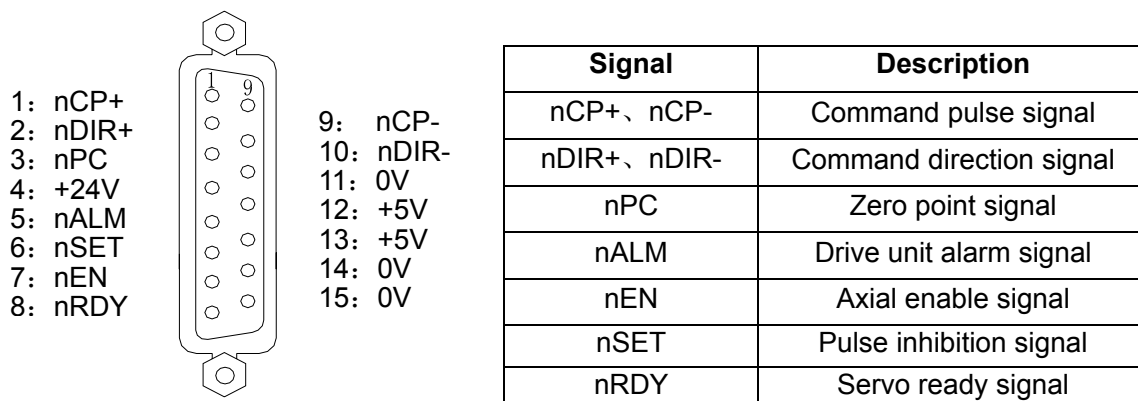 1 9
1：nCP+
2：nDIR+
3：nPC
4：+24V
5：nALM
6：nSET
7：nEN
8：nRDY
9： nCP-
10：nDIR-
11：0V
12：+5V
13：+5V
14：0V
15：0V
Signal Description
nCP+、nCP- Command pulse signal
nDIR+、nDIR- Command direction signal
nPC Zero point signal
nALM Drive unit alarm signal
nEN Axial enable signal
nSET Pulse inhibition signal
nRDY Servo ready signal